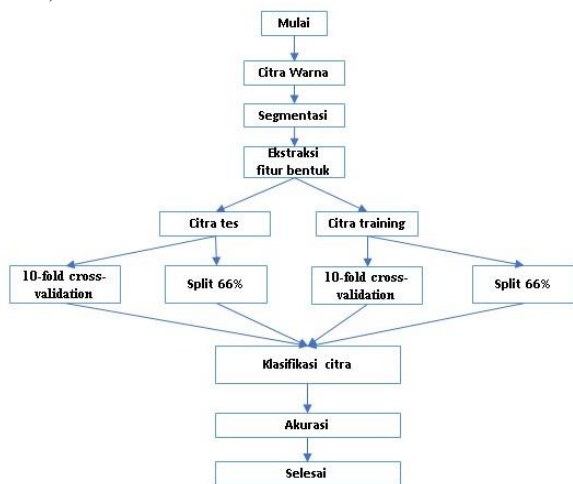 Mulai
Citra Warna
Segmentasi
Ekstraksi
fitur bentuk
Citra tes
Citra training
10-fold cross-
validation
Split 66%
10-fold cross-
validation
Split 66%
Klasifikasi citra
Akurasi
Selesai